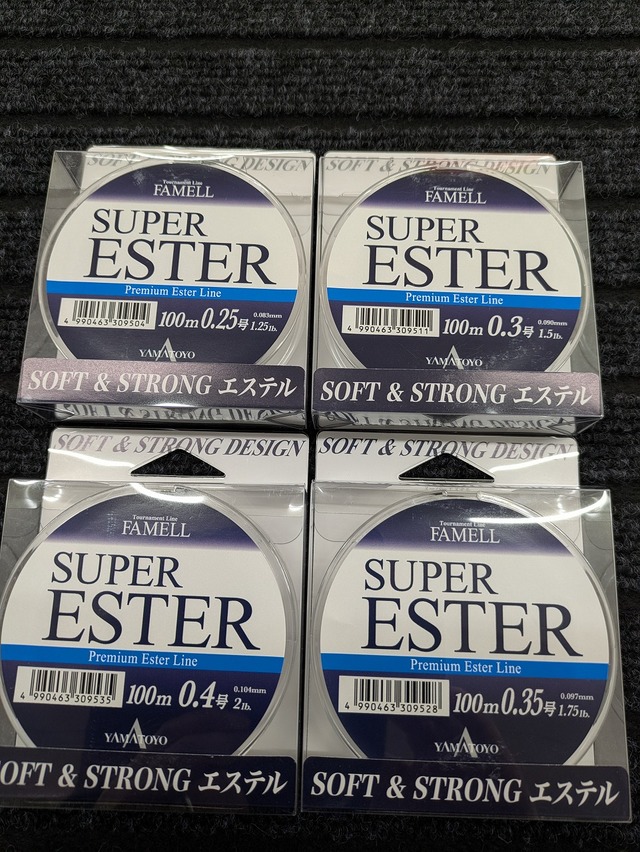 SOFT & STRONG DESIGN
Tournament Line
FAMELL
SUPER
ESTER
Premium Ester Line
4 990463 309504
100m 0.25号 0.083mm 1.25lb.
YAMATOYO
SOFT & STRONG エステル
SOFT & STRONG DESIGN
Tournament Line
FAMELL
SUPER
ESTER
Premium Ester Line
4 990463 309511
100m 0.3号 0.090mm 1.5lb.
YAMATOYO
SOFT & STRONG エステル
SOFT & STRONG DESIGN
Tournament Line
FAMELL
SUPER
ESTER
Premium Ester Line
4 990463 309535
100m 0.4号 0.104mm 2lb.
YAMATOYO
SOFT & STRONG エステル
SOFT & STRONG DESIGN
Tournament Line
FAMELL
SUPER
ESTER
Premium Ester Line
4 990463 309528
100m 0.35号 0.097mm 1.75lb.
YAMATOYO
SOFT & STRONG エステル